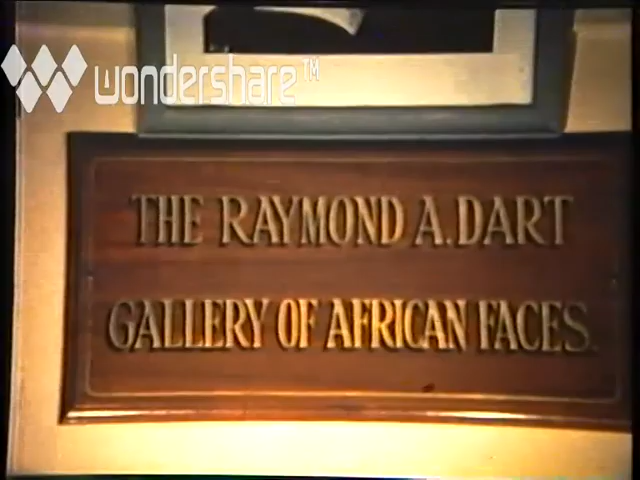 wondershare™
THE RAYMOND A. DART
GALLERY OF AFRICAN FACES.